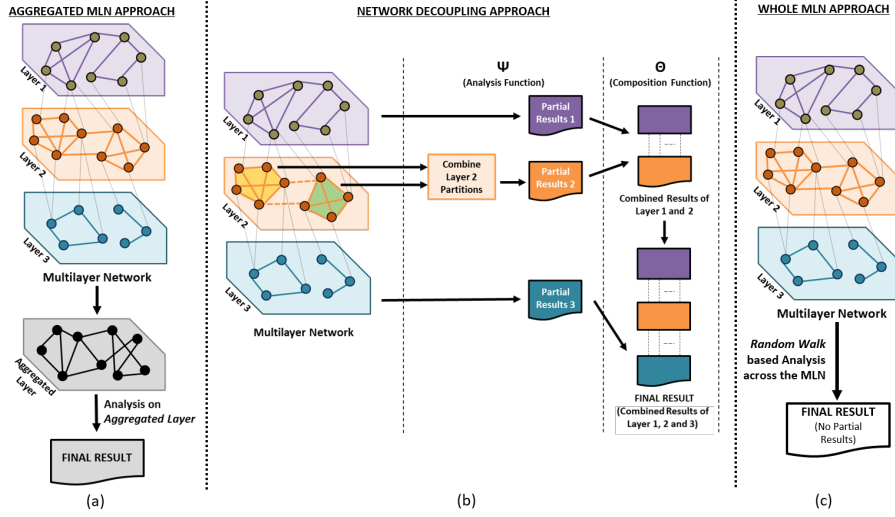 AGGREGATED MLN APPROACH
Layer 1
Layer 2
Layer 3
Multilayer Network
Aggregated
Layer
Analysis on
Aggregated Layer
FINAL RESULT
(a)
NETWORK DECOUPLING APPROACH
Ψ
(Analysis Function)
Θ
(Composition Function)
Layer 1
Layer 2
Layer 3
Multilayer Network
Combine
Layer 2
Partitions
Partial
Results 1
Partial
Results 2
Partial
Results 3
Combined Results of
Layer 1 and 2
FINAL RESULT
(Combined Results of
Layer 1, 2 and 3)
(b)
WHOLE MLN APPROACH
Layer 1
Layer 2
Layer 3
Multilayer Network
Random Walk
based Analysis
across the MLN
FINAL RESULT
(No Partial
Results)
(c)